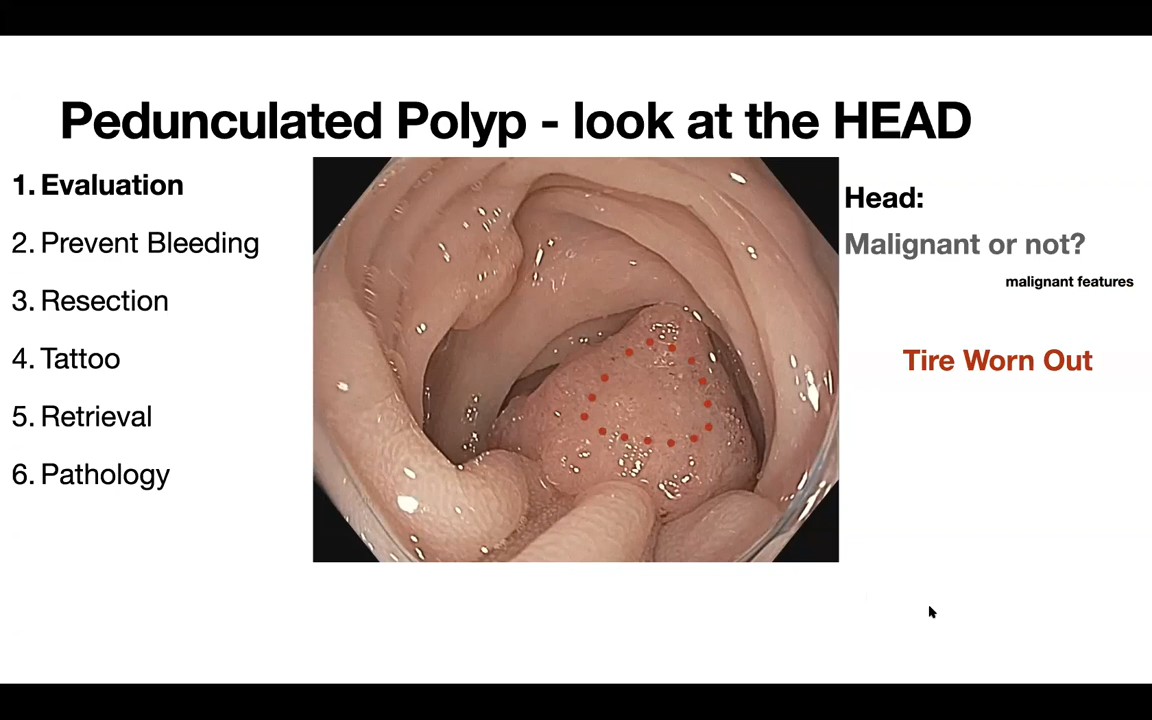 Pedunculated Polyp - look at the HEAD
1. Evaluation
2. Prevent Bleeding
3. Resection
4. Tattoo
5. Retrieval
6. Pathology
Head:
Malignant or not?
malignant features
Tire Worn Out